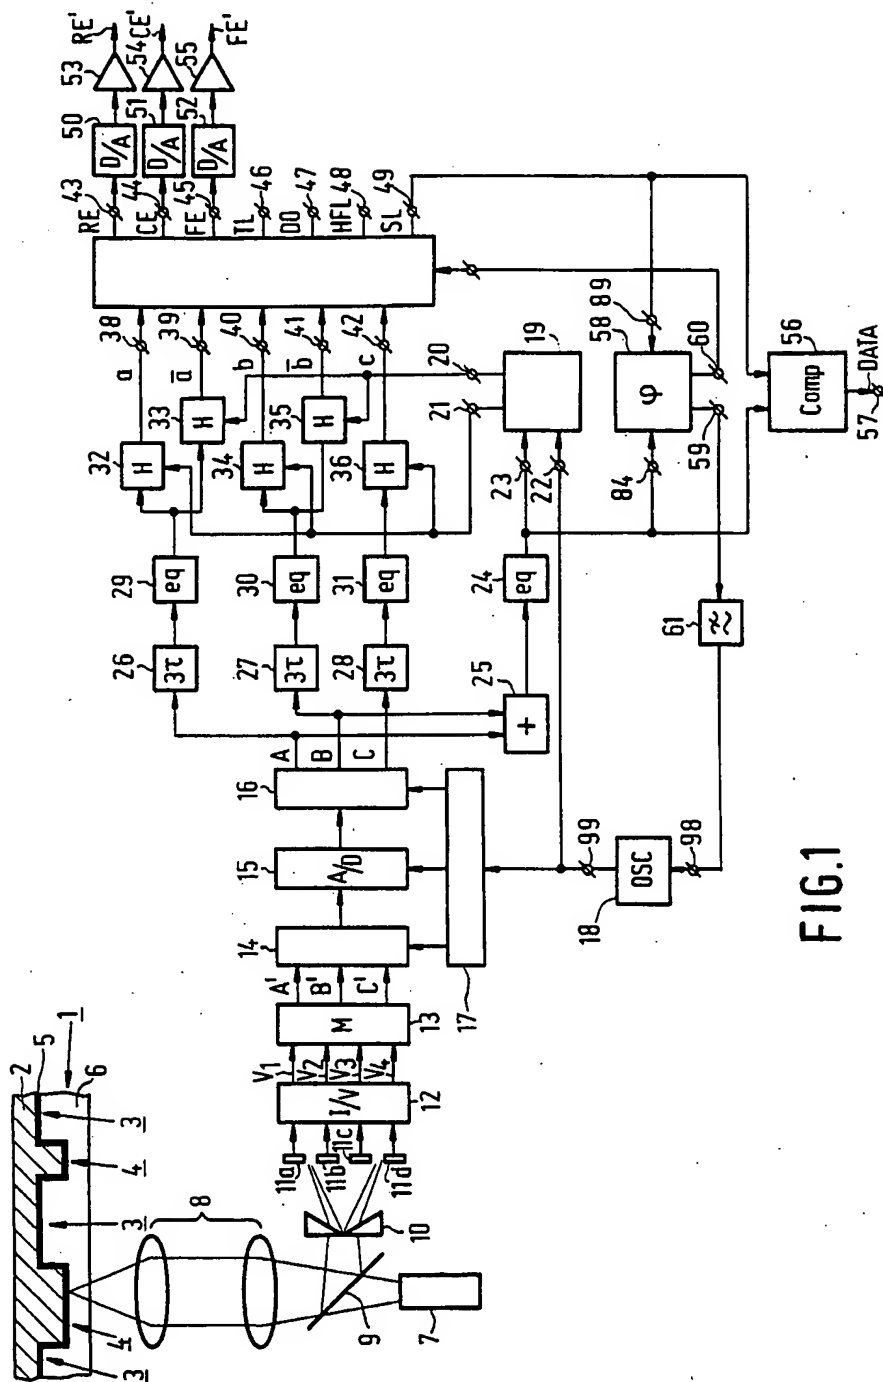 RE'
CE'
FE'
53
54
55
50
51
52
D/A
D/A
D/A
43
44
45
46
47
48
49
RE
CE
FE
TL
DO
HFL
SL
38
39
40
41
42
a
a̅
b
b̅
c
32
33
34
35
36
H
H
H
H
H
20
21
19
23
22
58
89
φ
84
60
59
56
Comp
DATA
57
29
30
31
24
eq
eq
eq
eq
26
27
28
3τ
3τ
3τ
25
+
61
A
B
C
16
15
A/D
14
17
99
OSC
98
18
A'
B'
C'
M
13
V1
V2
V3
V4
I/V
12
11a
11b
11c
11d
10
9
7
8
1
2
5
6
3
4
3
4
3
FIG.1